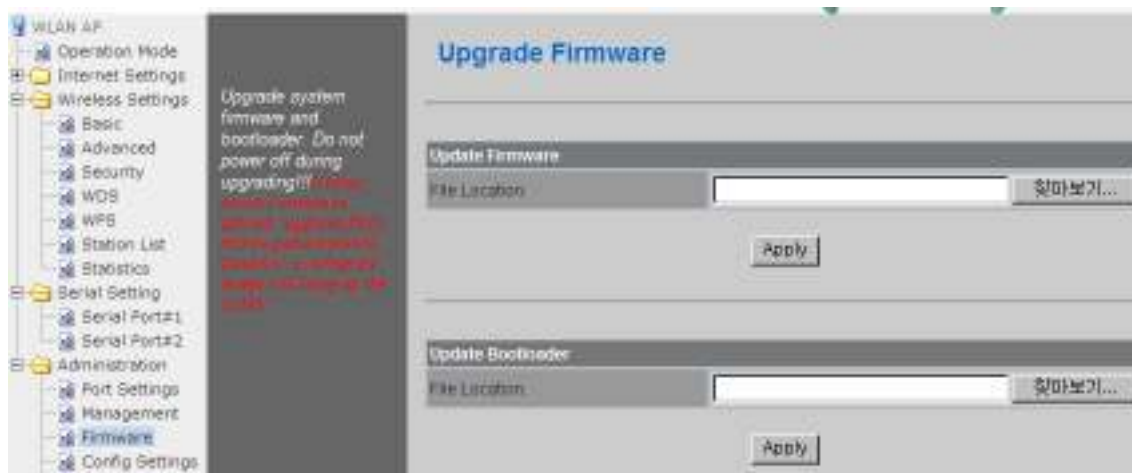 WLAN AP
Operation Mode
Internet Settings
Wireless Settings
Basic
Advanced
Security
WDS
WPS
Station List
Statistics
Serial Setting
Serial Port#1
Serial Port#2
Administration
Port Settings
Management
Firmware
Config Settings
Upgrade system
firmware and
bootloader. Do not
power off during
upgrading!!!
Upgrade Firmware
Update Firmware
File Location
찾아보기...
Apply
Update Bootloader
File Location
찾아보기...
Apply